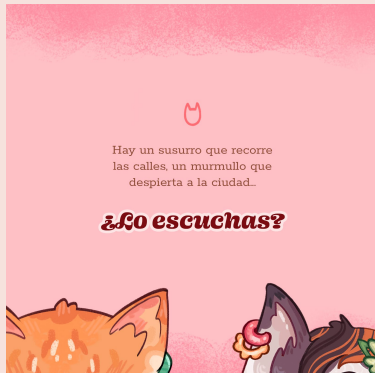 Hay un susurro que recorre
las calles, un murmullo que
despierta a la ciudad...
¿Lo escuchas?